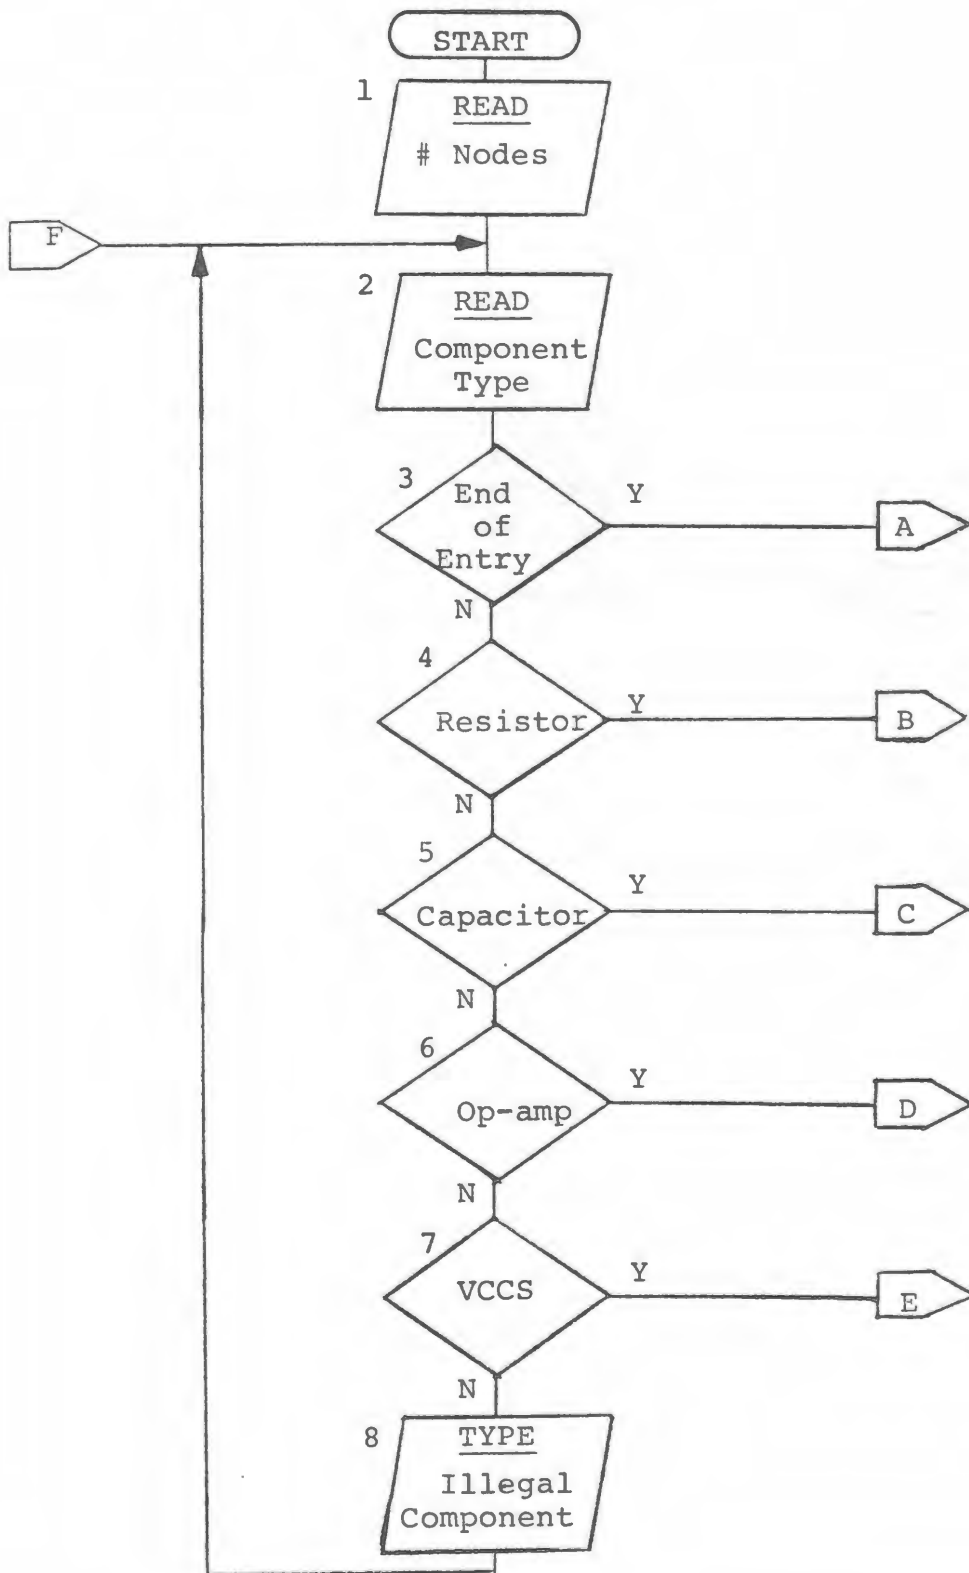 START
1
READ
# Nodes
F
2
READ
Component
Type
3
End
of
Entry
Y
A
N
4
Resistor
Y
B
N
5
Capacitor
Y
C
N
6
Op-amp
Y
D
N
7
VCCS
Y
E
N
8
TYPE
Illegal
Component